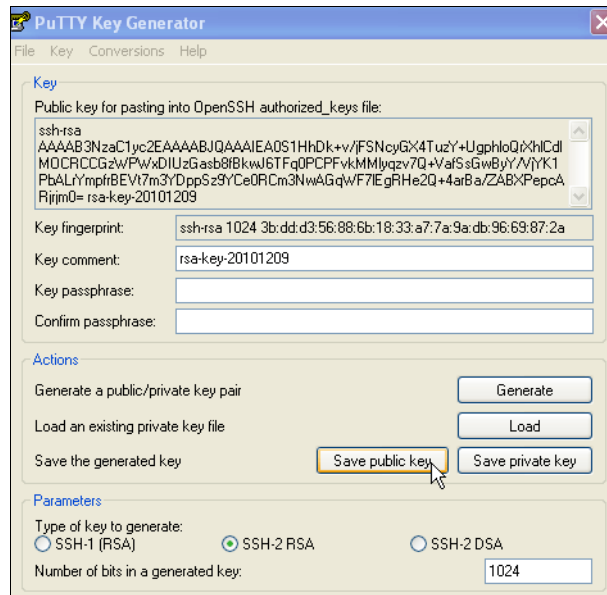 PuTTY Key Generator
File Key Conversions Help
Key
Public key for pasting into OpenSSH authorized_keys file:
ssh-rsa
AAAAB3NzaC1yc2EAAAABJQAAAIEA0S1HhDk+v/jFSNcyGX4TuzY+UgphloQrXhlCdl
MOCRCCGzWPWxDIUzGasb8fBkwJ6TFq0PCPFvkMMlyqzv7Q+VafSsGwByY/VjYK1
PbALrYmpfrBEVt7m3YDppSz9YCe0RCm3NwAGqWF7lEgRHe2Q+4arBa/ZABXPepcA
Rjrjm0= rsa-key-20101209
Key fingerprint: ssh-rsa 1024 3b:dd:d3:56:88:6b:18:33:a7:7a:9a:db:96:69:87:2a
Key comment: rsa-key-20101209
Key passphrase:
Confirm passphrase:
Actions
Generate a public/private key pair Generate
Load an existing private key file Load
Save the generated key Save public key Save private key
Parameters
Type of key to generate:
SSH-1 (RSA) SSH-2 RSA SSH-2 DSA
Number of bits in a generated key: 1024